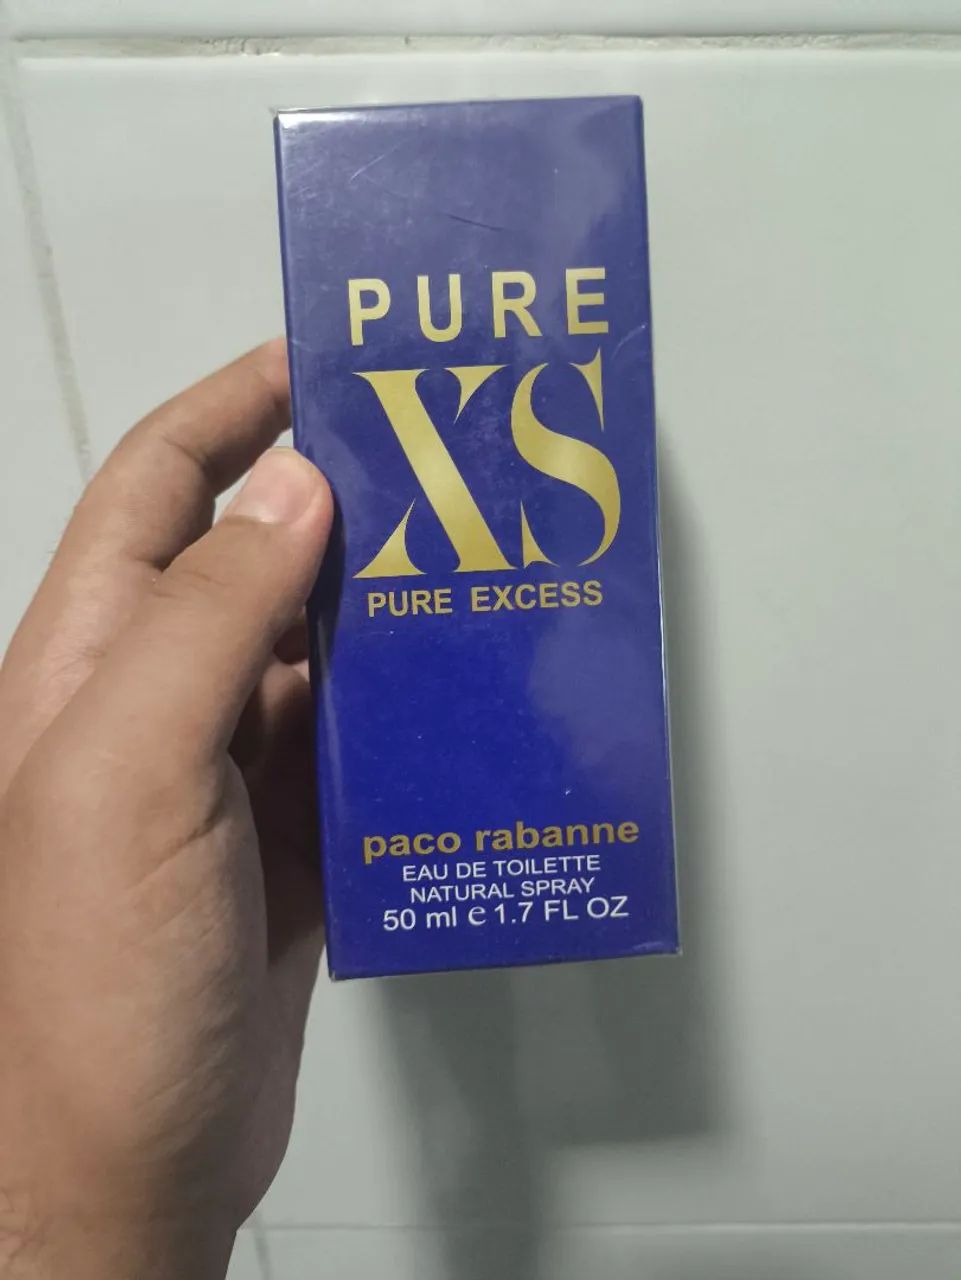 PURE
XS
PURE EXCESS
paco rabanne
EAU DE TOILETTE
NATURAL SPRAY
50 ml e 1.7 FL OZ